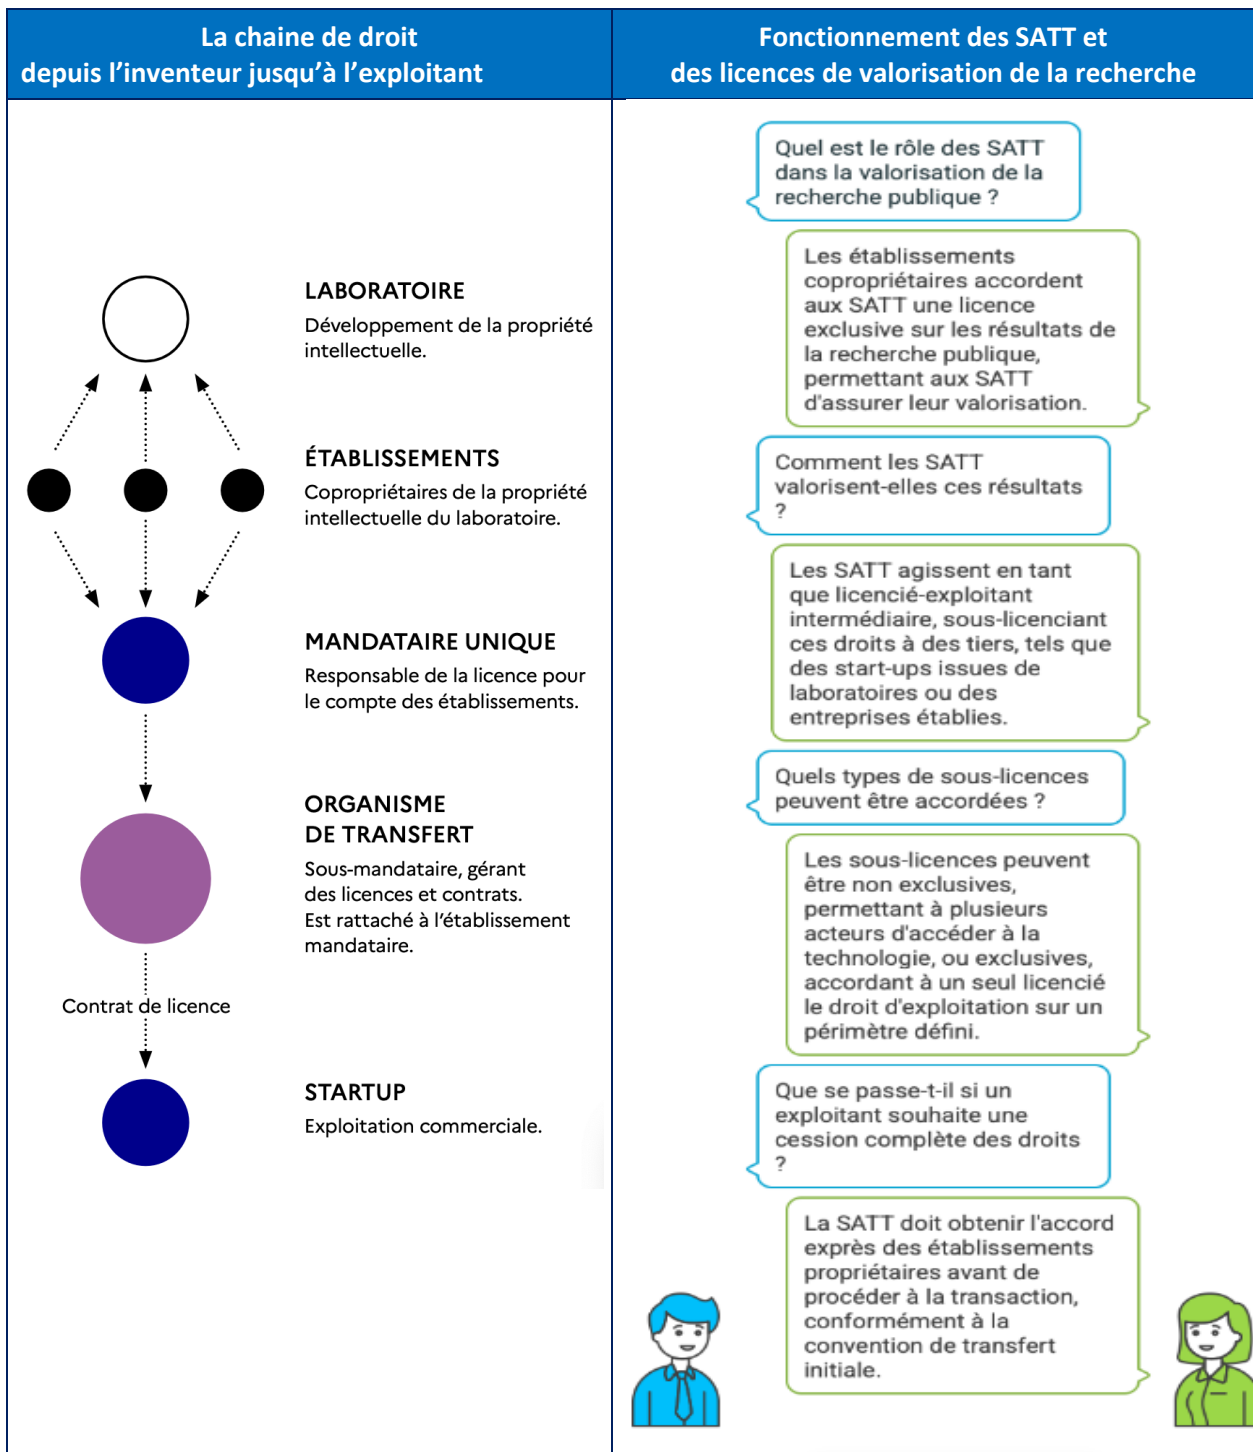 La chaine de droit
depuis l’inventeur jusqu’à l’exploitant
Fonctionnement des SATT et
des licences de valorisation de la recherche
LABORATOIRE
Développement de la propriété
intellectuelle.
ÉTABLISSEMENTS
Copropriétaires de la propriété
intellectuelle du laboratoire.
MANDATAIRE UNIQUE
Responsable de la licence pour
le compte des établissements.
ORGANISME
DE TRANSFERT
Sous-mandataire, gérant
des licences et contrats.
Est rattaché à l’établissement
mandataire.
Contrat de licence
STARTUP
Exploitation commerciale.
Quel est le rôle des SATT
dans la valorisation de la
recherche publique ?
Les établissements
copropriétaires accordent
aux SATT une licence
exclusive sur les résultats de
la recherche publique,
permettant aux SATT
d'assurer leur valorisation.
Comment les SATT
valorisent-elles ces résultats
?
Les SATT agissent en tant
que licencié-exploitant
intermédiaire, sous-licenciant
ces droits à des tiers, tels que
des start-ups issues de
laboratoires ou des
entreprises établies.
Quels types de sous-licences
peuvent être accordées ?
Les sous-licences peuvent
être non exclusives,
permettant à plusieurs
acteurs d'accéder à la
technologie, ou exclusives,
accordant à un seul licencié
le droit d'exploitation sur un
périmètre défini.
Que se passe-t-il si un
exploitant souhaite une
cession complète des droits
?
La SATT doit obtenir l'accord
exprès des établissements
propriétaires avant de
procéder à la transaction,
conformément à la
convention de transfert
initiale.